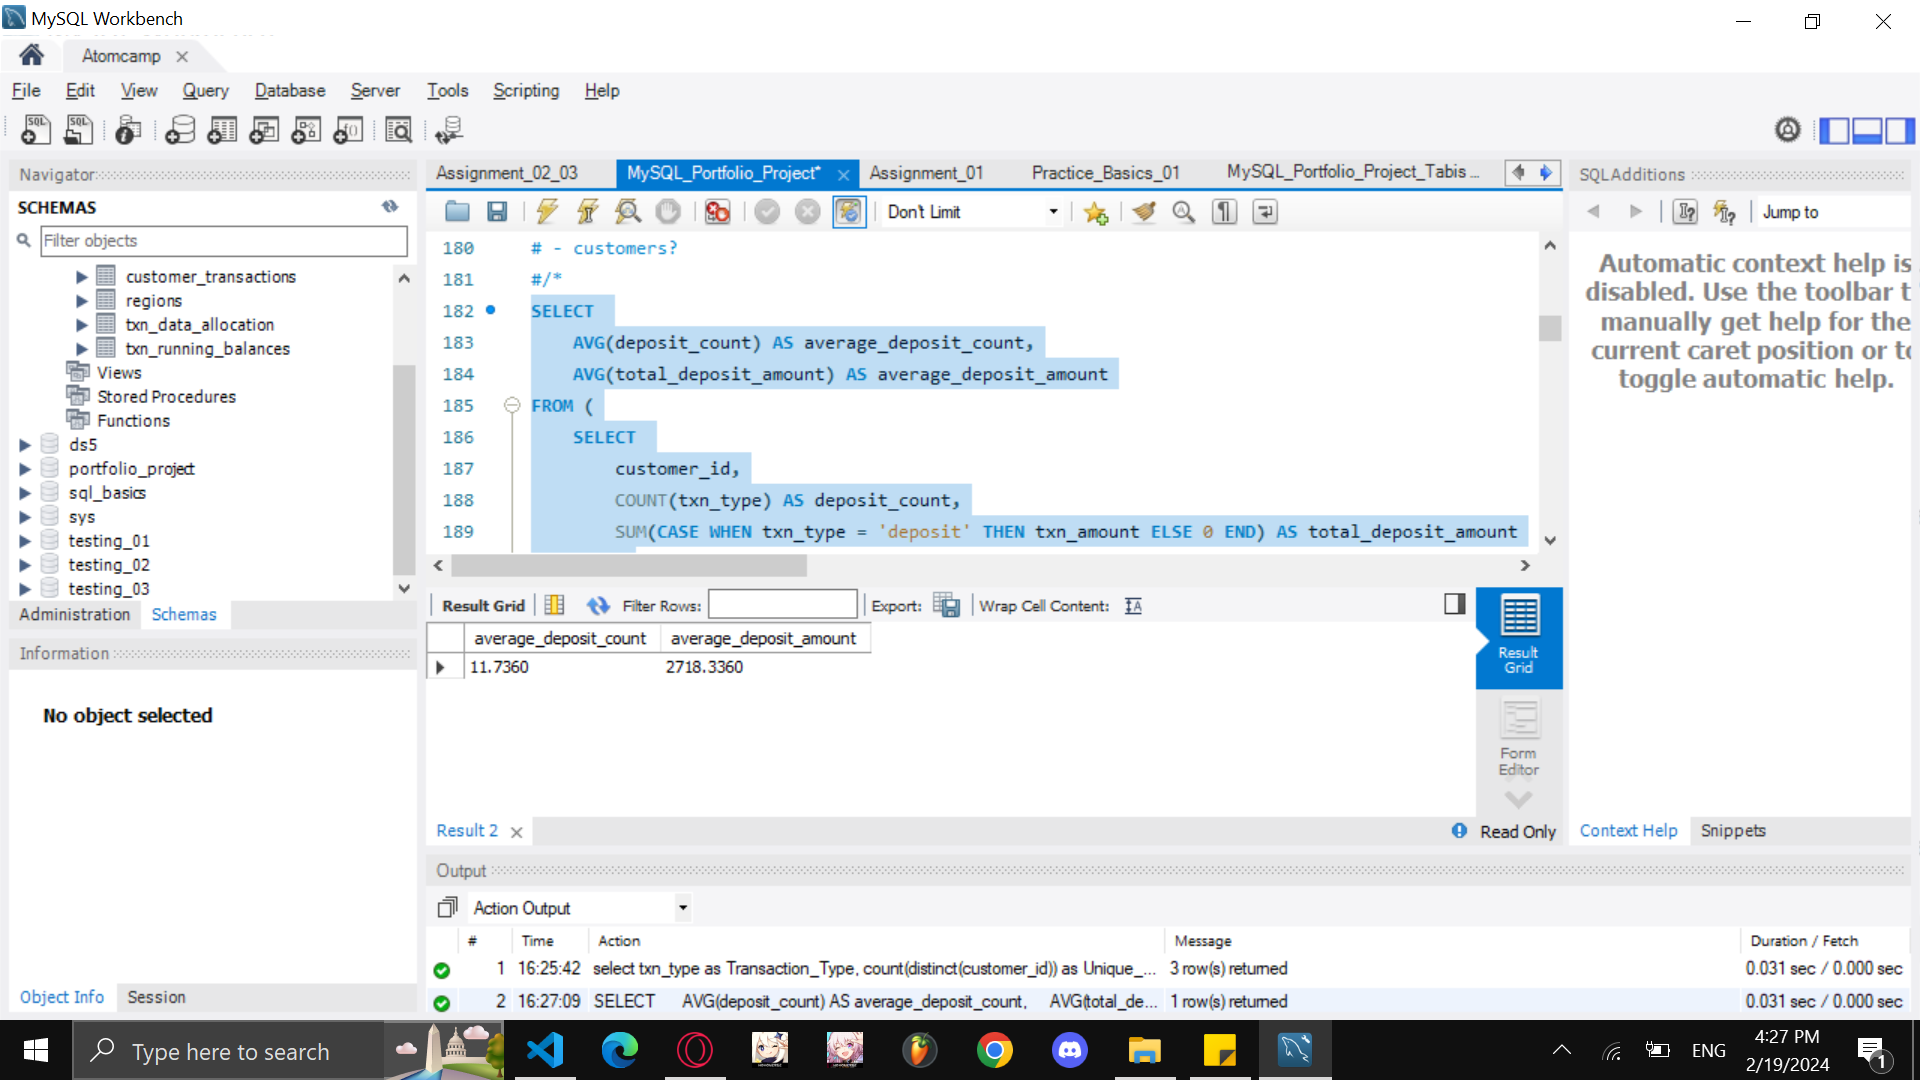 MySQL Workbench
Atomcamp
File Edit View Query Database Server Tools Scripting Help
Navigator
SCHEMAS
Filter objects
customer_transactions
regions
txn_data_allocation
txn_running_balances
Views
Stored Procedures
Functions
ds5
portfolio_project
sql_basics
sys
testing_01
testing_02
testing_03
Administration Schemas
Information
No object selected
Object Info Session
Assignment_02_03 MySQL_Portfolio_Project* Assignment_01 Practice_Basics_01 MySQL_Portfolio_Project_Tabis ...
Don't Limit
180 # - customers?
181 #/*
182 SELECT
183 AVG(deposit_count) AS average_deposit_count,
184 AVG(total_deposit_amount) AS average_deposit_amount
185 FROM (
186 SELECT
187 customer_id,
188 COUNT(txn_type) AS deposit_count,
189 SUM(CASE WHEN txn_type = 'deposit' THEN txn_amount ELSE 0 END) AS total_deposit_amount
Result Grid Filter Rows: Export: Wrap Cell Content:
average_deposit_count average_deposit_amount
11.7360 2718.3360
Result Grid
Form Editor
Result 2 Read Only
SQLAdditions
Jump to
Automatic context help is
disabled. Use the toolbar t
manually get help for the
current caret position or to
toggle automatic help.
Context Help Snippets
Output
Action Output
# Time Action Message Duration / Fetch
1 16:25:42 select txn_type as Transaction_Type, count(distinct(customer_id)) as Unique_... 3 row(s) returned 0.031 sec / 0.000 sec
2 16:27:09 SELECT AVG(deposit_count) AS average_deposit_count, AVG(total_de... 1 row(s) returned 0.031 sec / 0.000 sec
Type here to search
ENG
4:27 PM
2/19/2024
1